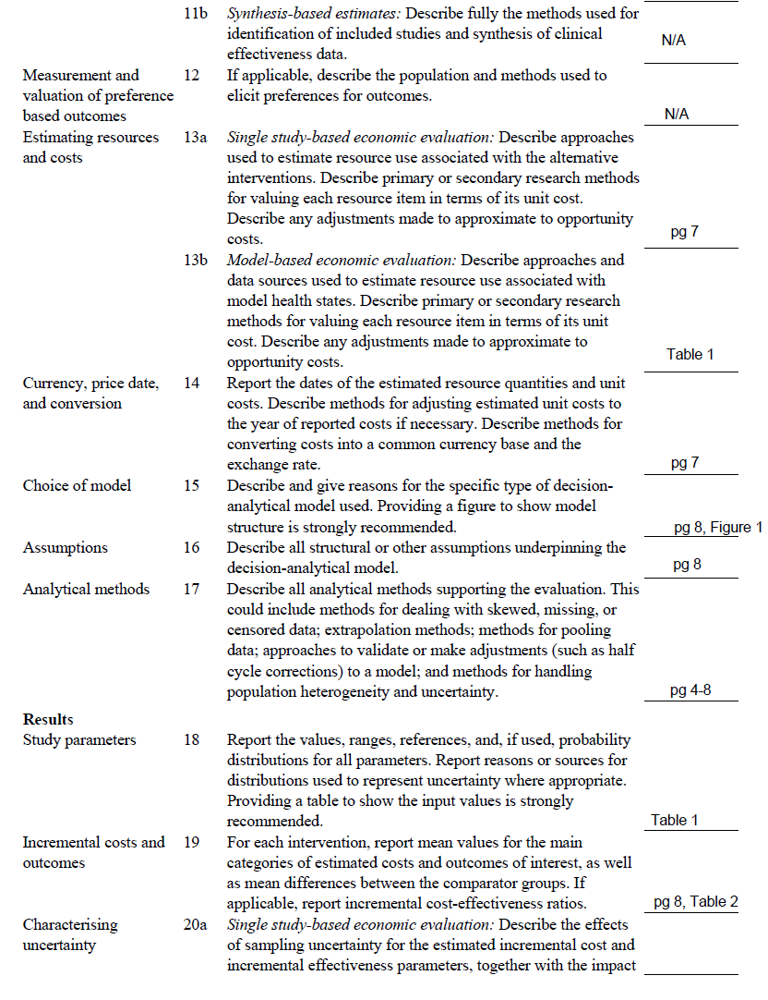 11b Synthesis-based estimates: Describe fully the methods used for
identification of included studies and synthesis of clinical
effectiveness data. N/A
Measurement and 12 If applicable, describe the population and methods used to
valuation of preference elicit preferences for outcomes.
based outcomes N/A
Estimating resources 13a Single study-based economic evaluation: Describe approaches
and costs used to estimate resource use associated with the alternative
interventions. Describe primary or secondary research methods
for valuing each resource item in terms of its unit cost.
Describe any adjustments made to approximate to opportunity
costs. pg 7
13b Model-based economic evaluation: Describe approaches and
data sources used to estimate resource use associated with
model health states. Describe primary or secondary research
methods for valuing each resource item in terms of its unit
cost. Describe any adjustments made to approximate to
opportunity costs. Table 1
Currency, price date, 14 Report the dates of the estimated resource quantities and unit
and conversion costs. Describe methods for adjusting estimated unit costs to
the year of reported costs if necessary. Describe methods for
converting costs into a common currency base and the
exchange rate. pg 7
Choice of model 15 Describe and give reasons for the specific type of decision-
analytical model used. Providing a figure to show model
structure is strongly recommended. pg 8, Figure 1
Assumptions 16 Describe all structural or other assumptions underpinning the
decision-analytical model. pg 8
Analytical methods 17 Describe all analytical methods supporting the evaluation. This
could include methods for dealing with skewed, missing, or
censored data; extrapolation methods; methods for pooling
data; approaches to validate or make adjustments (such as half
cycle corrections) to a model; and methods for handling
population heterogeneity and uncertainty. pg 4-8
Results
Study parameters 18 Report the values, ranges, references, and, if used, probability
distributions for all parameters. Report reasons or sources for
distributions used to represent uncertainty where appropriate.
Providing a table to show the input values is strongly
recommended. Table 1
Incremental costs and 19 For each intervention, report mean values for the main
outcomes categories of estimated costs and outcomes of interest, as well
as mean differences between the comparator groups. If
applicable, report incremental cost-effectiveness ratios. pg 8, Table 2
Characterising 20a Single study-based economic evaluation: Describe the effects
uncertainty of sampling uncertainty for the estimated incremental cost and
incremental effectiveness parameters, together with the impact